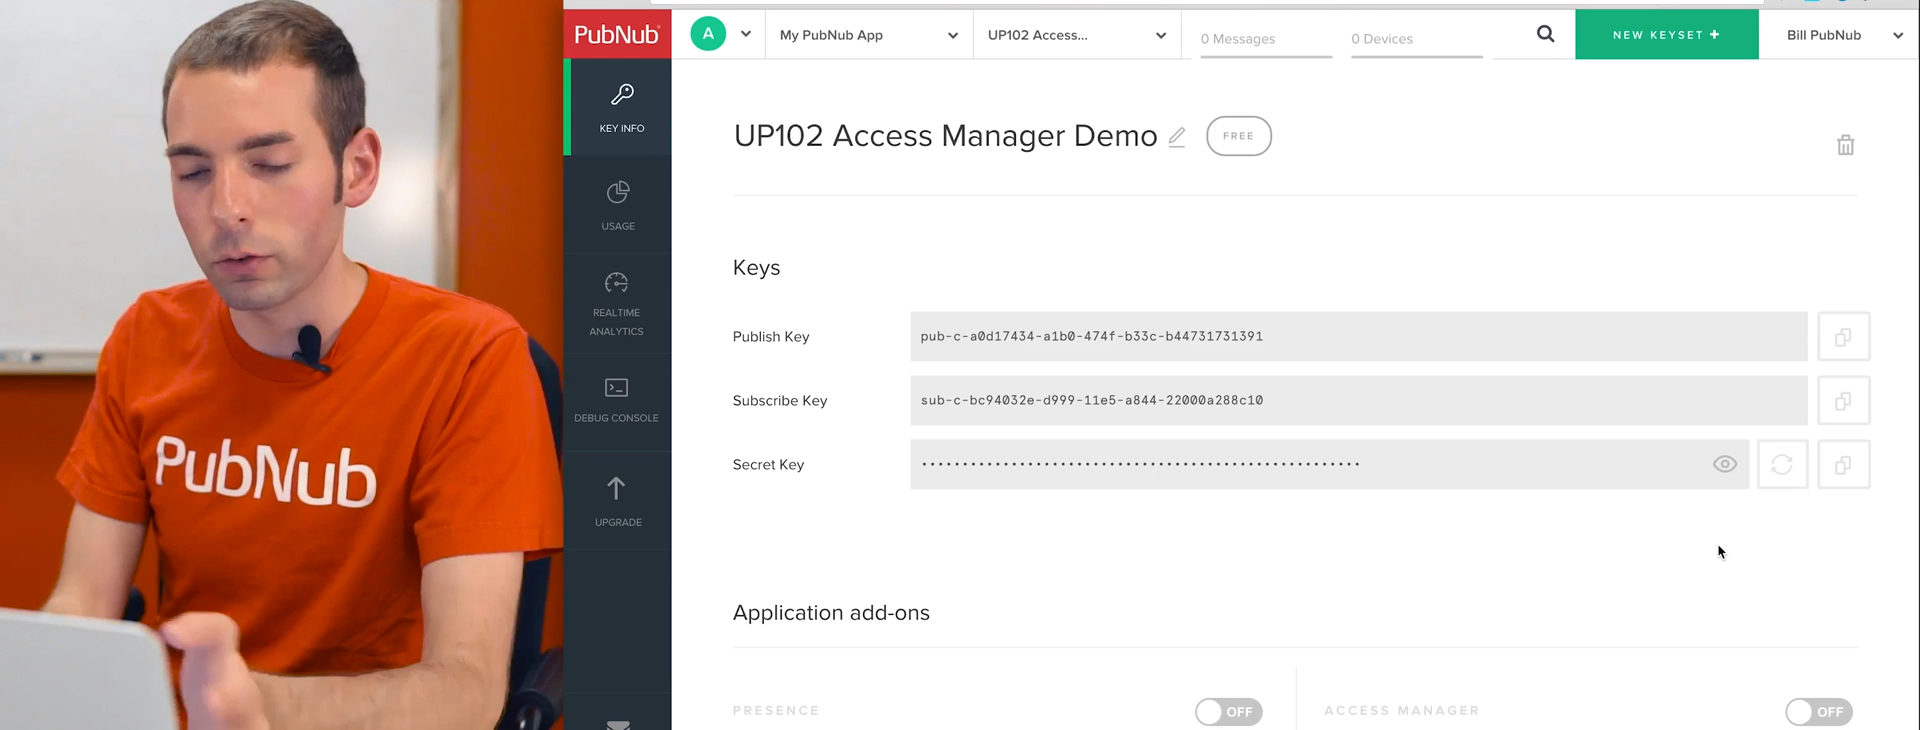 PubNub
A
My PubNub App
UP102 Access...
0 Messages
0 Devices
NEW KEYSET +
Bill PubNub
KEY INFO
USAGE
REALTIME
ANALYTICS
DEBUG CONSOLE
UPGRADE
UP102 Access Manager Demo
FREE
Keys
Publish Key
pub-c-a0d17434-a1b0-474f-b33c-b44731731391
Subscribe Key
sub-c-bc94032e-d999-11e5-a844-22000a288c10
Secret Key
Application add-ons
PRESENCE
OFF
ACCESS MANAGER
OFF
PubNub